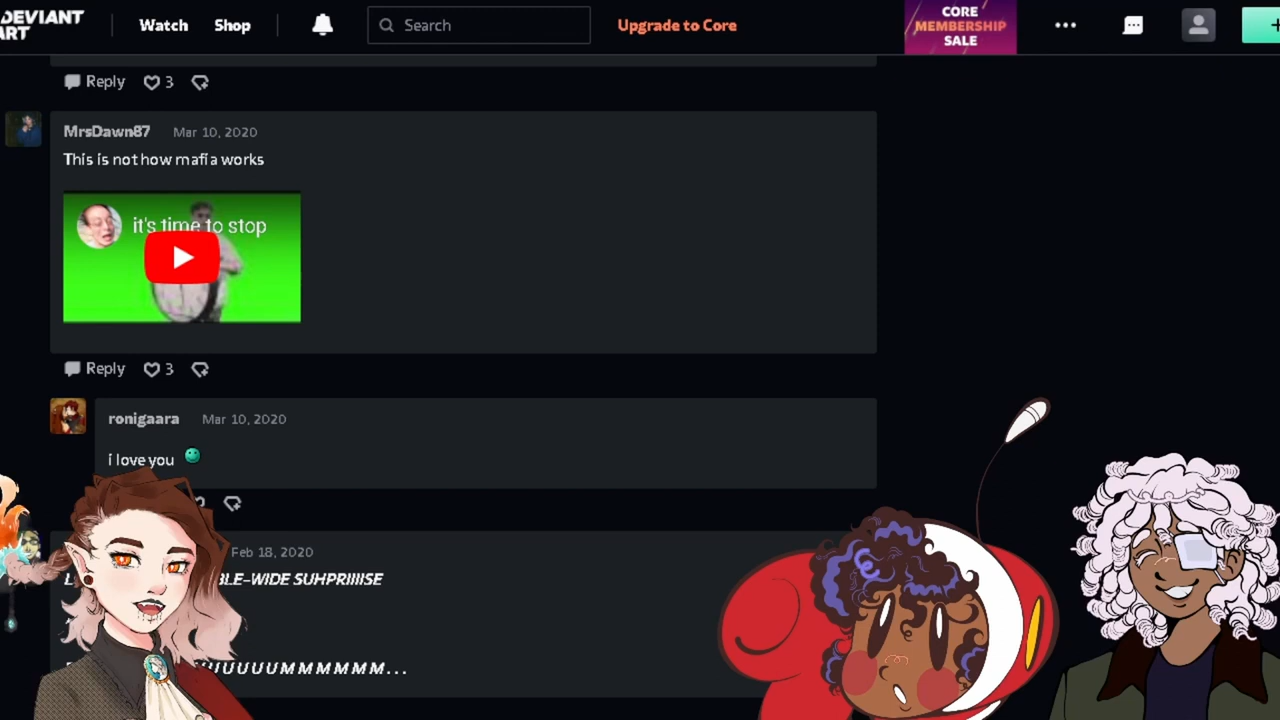 DEVIANT
ART
Watch
Shop
Search
Upgrade to Core
CORE
MEMBERSHIP
SALE
Reply
3
MrsDawn87
Mar 10, 2020
This is not how mafia works
it's time to stop
Reply
3
ronigaara
Mar 10, 2020
i love you
Feb 18, 2020
BLE-WIDE SUHPRIIIISE
UUUUUMMMMMM...